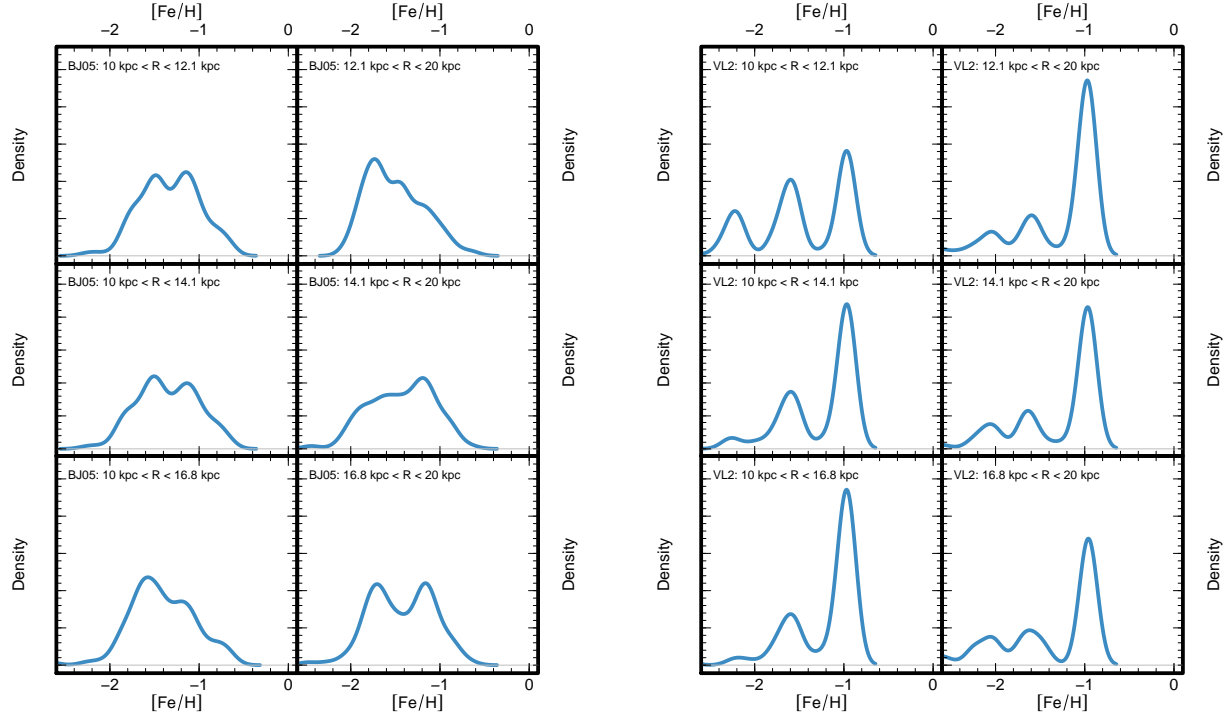 [Fe/H] [Fe/H] [Fe/H] [Fe/H]
−2 −1 0 −2 −1 0 −2 −1 0 −2 −1 0
BJ05: 10 kpc < R < 12.1 kpc BJ05: 12.1 kpc < R < 20 kpc VL2: 10 kpc < R < 12.1 kpc VL2: 12.1 kpc < R < 20 kpc
Density Density Density Density
BJ05: 10 kpc < R < 14.1 kpc BJ05: 14.1 kpc < R < 20 kpc VL2: 10 kpc < R < 14.1 kpc VL2: 14.1 kpc < R < 20 kpc
Density Density Density Density
BJ05: 10 kpc < R < 16.8 kpc BJ05: 16.8 kpc < R < 20 kpc VL2: 10 kpc < R < 16.8 kpc VL2: 16.8 kpc < R < 20 kpc
Density Density Density Density
−2 −1 0 −2 −1 0 −2 −1 0 −2 −1 0
[Fe/H] [Fe/H] [Fe/H] [Fe/H]